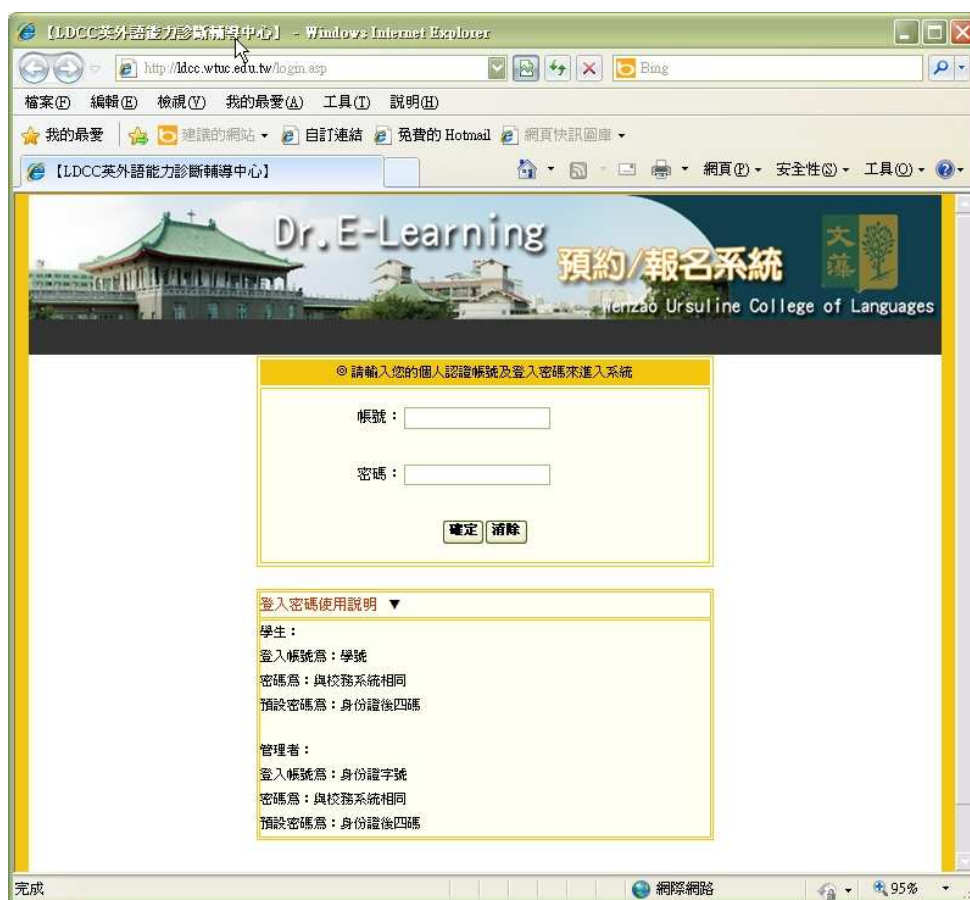 【LDCC英外語能力診斷輔導中心】 - Windows Internet Explorer
http://ldcc.wtuc.edu.tw/login.asp
Bing
檔案(F) 編輯(E) 檢視(V) 我的最愛(A) 工具(T) 說明(H)
我的最愛 建議的網站 自訂連結 免費的 Hotmail 網頁快訊圖庫
【LDCC英外語能力診斷輔導中心】 網頁(P) 安全性(S) 工具(O)
Dr.E-Learning
預約/報名系統
文藻
Wenzao Ursuline College of Languages
◎ 請輸入您的個人認證帳號及登入密碼來進入系統
帳號：
密碼：
確定 清除
登入密碼使用說明 ▼
學生：
登入帳號為：學號
密碼為：與校務系統相同
預設密碼為：身份證後四碼
管理者：
登入帳號為：身份證字號
密碼為：與校務系統相同
預設密碼為：身份證後四碼
完成 網際網路 95%